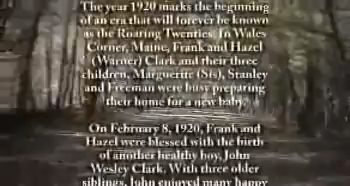 The year 1920 marks the beginning
of an era that will forever be known
as the Roaring Twenties. In Wales
Corner, Maine, Frank and Hazel
(Warner) Clark and their three
children, Marguerite (Sis), Stanley
and Freeman were busy preparing
their home for a new baby.
On February 8, 1920, Frank and
Hazel were blessed with the birth
of another healthy boy, John
Wesley Clark. With three older
siblings, John enjoyed many happy